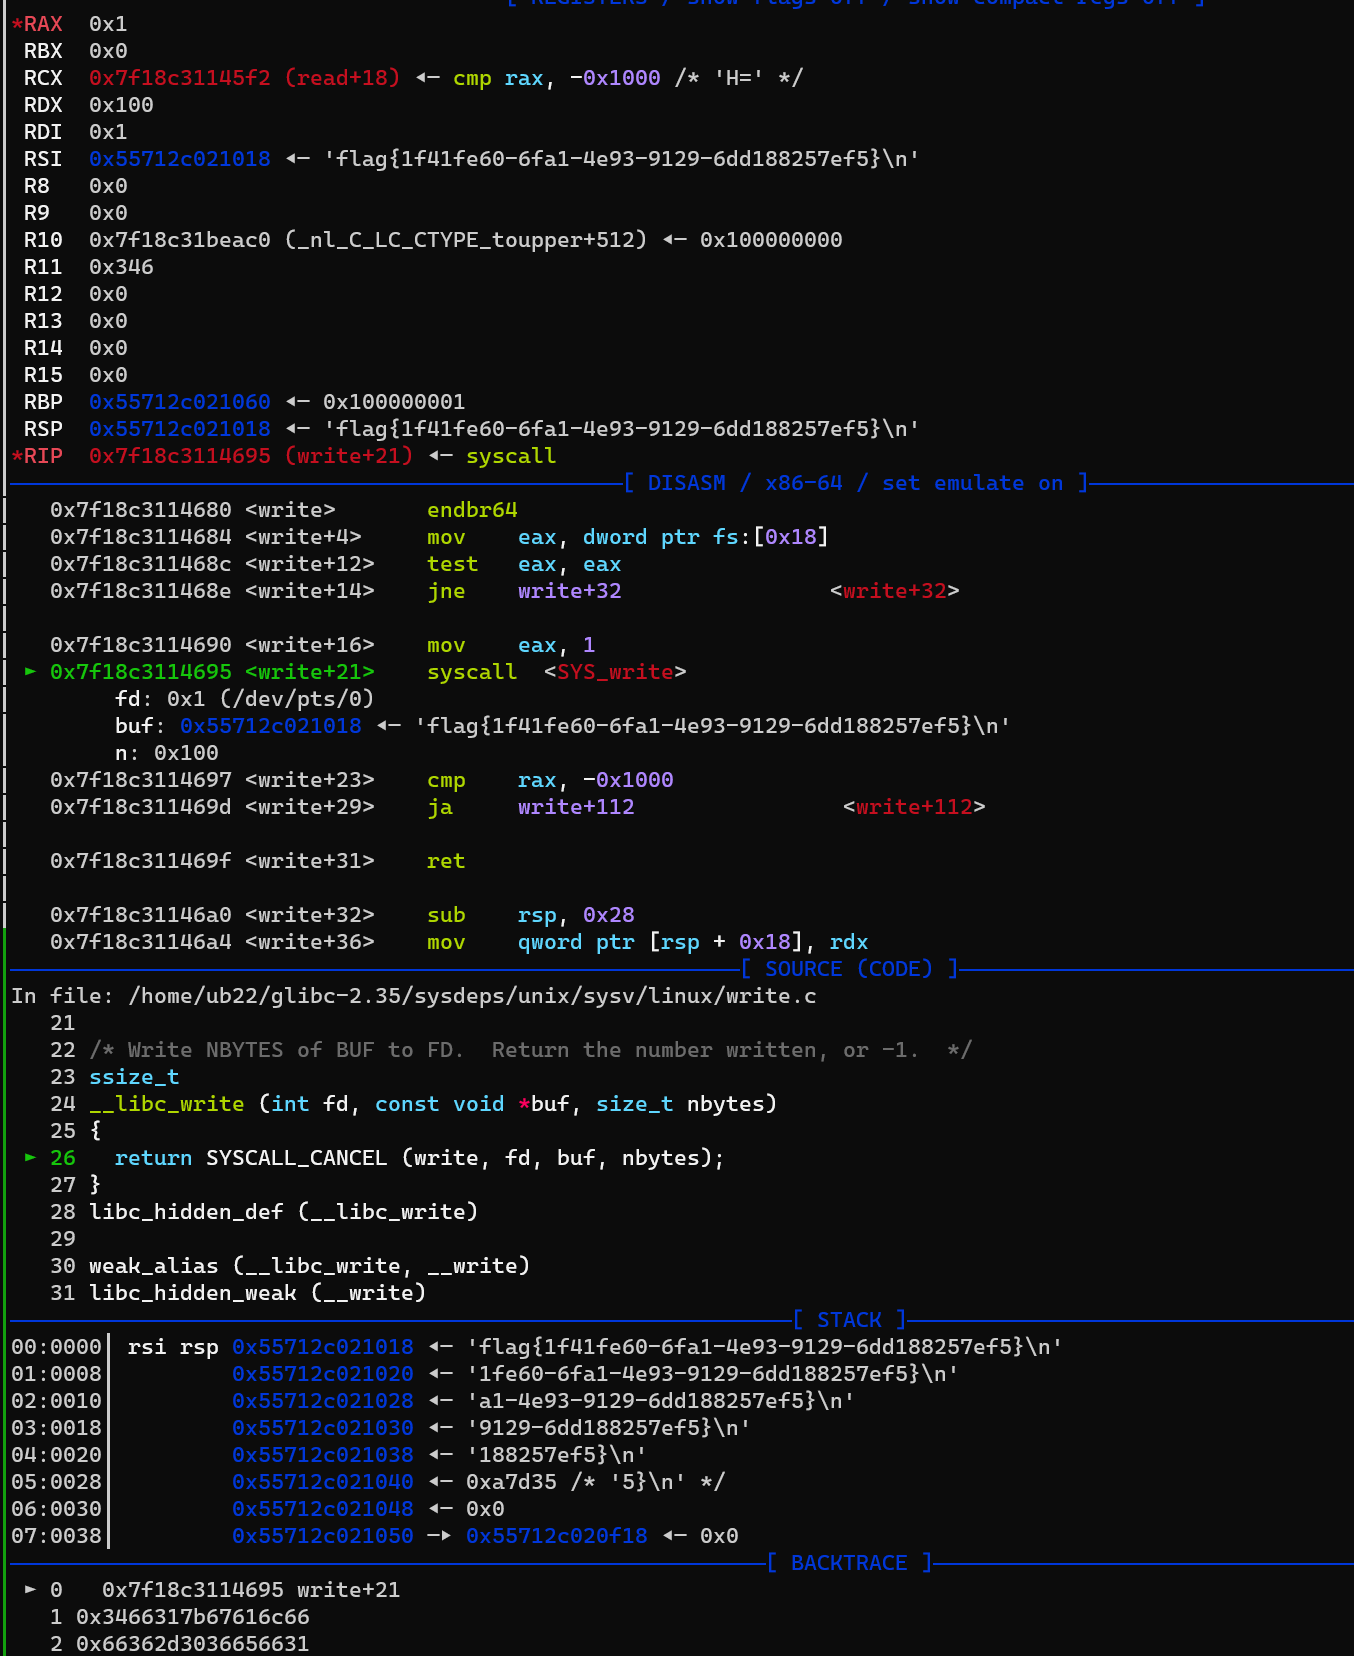 [ REGISTERS / show-flags off / show-compact-regs off ]
*RAX  0x1
 RBX  0x0
 RCX  0x7f18c31145f2 (read+18) ◂— cmp rax, -0x1000 /* 'H=' */
 RDX  0x100
 RDI  0x1
 RSI  0x55712c021018 ◂— 'flag{1f41fe60-6fa1-4e93-9129-6dd188257ef5}\n'
 R8   0x0
 R9   0x0
 R10  0x7f18c31beac0 (_nl_C_LC_CTYPE_toupper+512) ◂— 0x100000000
 R11  0x346
 R12  0x0
 R13  0x0
 R14  0x0
 R15  0x0
 RBP  0x55712c021060 ◂— 0x100000001
 RSP  0x55712c021018 ◂— 'flag{1f41fe60-6fa1-4e93-9129-6dd188257ef5}\n'
*RIP  0x7f18c3114695 (write+21) ◂— syscall
[ DISASM / x86-64 / set emulate on ]
   0x7f18c3114680 <write>       endbr64
   0x7f18c3114684 <write+4>     mov    eax, dword ptr fs:[0x18]
   0x7f18c311468c <write+12>    test   eax, eax
   0x7f18c311468e <write+14>    jne    write+32                <write+32>
   0x7f18c3114690 <write+16>    mov    eax, 1
 ► 0x7f18c3114695 <write+21>    syscall  <SYS_write>
        fd: 0x1 (/dev/pts/0)
        buf: 0x55712c021018 ◂— 'flag{1f41fe60-6fa1-4e93-9129-6dd188257ef5}\n'
        n: 0x100
   0x7f18c3114697 <write+23>    cmp    rax, -0x1000
   0x7f18c311469d <write+29>    ja     write+112                <write+112>
   0x7f18c311469f <write+31>    ret
   0x7f18c31146a0 <write+32>    sub    rsp, 0x28
   0x7f18c31146a4 <write+36>    mov    qword ptr [rsp + 0x18], rdx
[ SOURCE (CODE) ]
In file: /home/ub22/glibc-2.35/sysdeps/unix/sysv/linux/write.c
   21
   22 /* Write NBYTES of BUF to FD.  Return the number written, or -1.  */
   23 ssize_t
   24 __libc_write (int fd, const void *buf, size_t nbytes)
   25 {
 ► 26   return SYSCALL_CANCEL (write, fd, buf, nbytes);
   27 }
   28 libc_hidden_def (__libc_write)
   29
   30 weak_alias (__libc_write, __write)
   31 libc_hidden_weak (__write)
[ STACK ]
00:0000│ rsi rsp 0x55712c021018 ◂— 'flag{1f41fe60-6fa1-4e93-9129-6dd188257ef5}\n'
01:0008│         0x55712c021020 ◂— '1fe60-6fa1-4e93-9129-6dd188257ef5}\n'
02:0010│         0x55712c021028 ◂— 'a1-4e93-9129-6dd188257ef5}\n'
03:0018│         0x55712c021030 ◂— '9129-6dd188257ef5}\n'
04:0020│         0x55712c021038 ◂— '188257ef5}\n'
05:0028│         0x55712c021040 ◂— 0xa7d35 /* '5}\n' */
06:0030│         0x55712c021048 ◂— 0x0
07:0038│         0x55712c021050 —▸ 0x55712c020f18 ◂— 0x0
[ BACKTRACE ]
 ► 0   0x7f18c3114695 write+21
   1 0x3466317b67616c66
   2 0x66362d3036656631